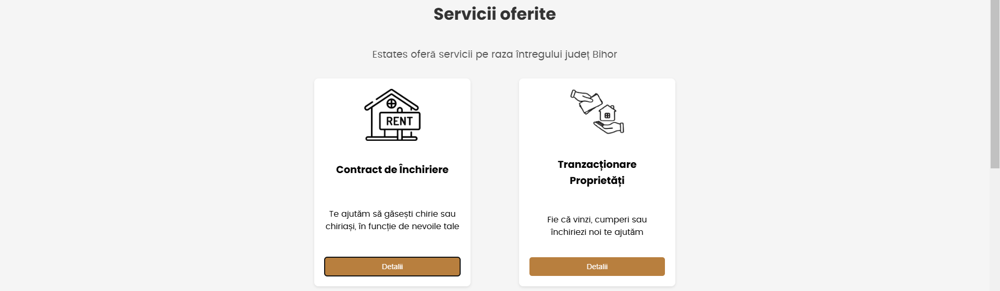 Servicii oferite
Estates oferă servicii pe raza întregului județ Bihor
RENT
Contract de Închiriere
Te ajutăm să găsești chirie sau
chiriași, în funcție de nevoile tale
Detalii
Tranzacționare
Proprietăți
Fie că vinzi, cumperi sau
închiriezi noi te ajutăm
Detalii